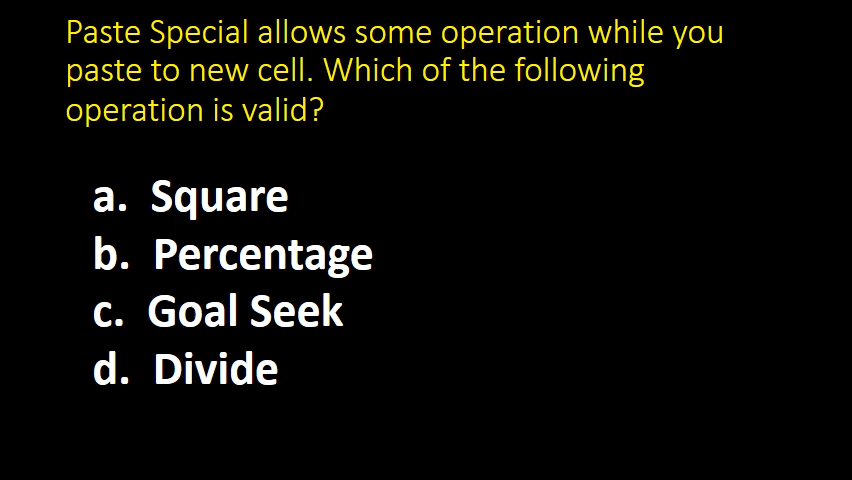 Paste Special allows some operation while you
paste to new cell. Which of the following
operation is valid?
a. Square
b. Percentage
c. Goal Seek
d. Divide